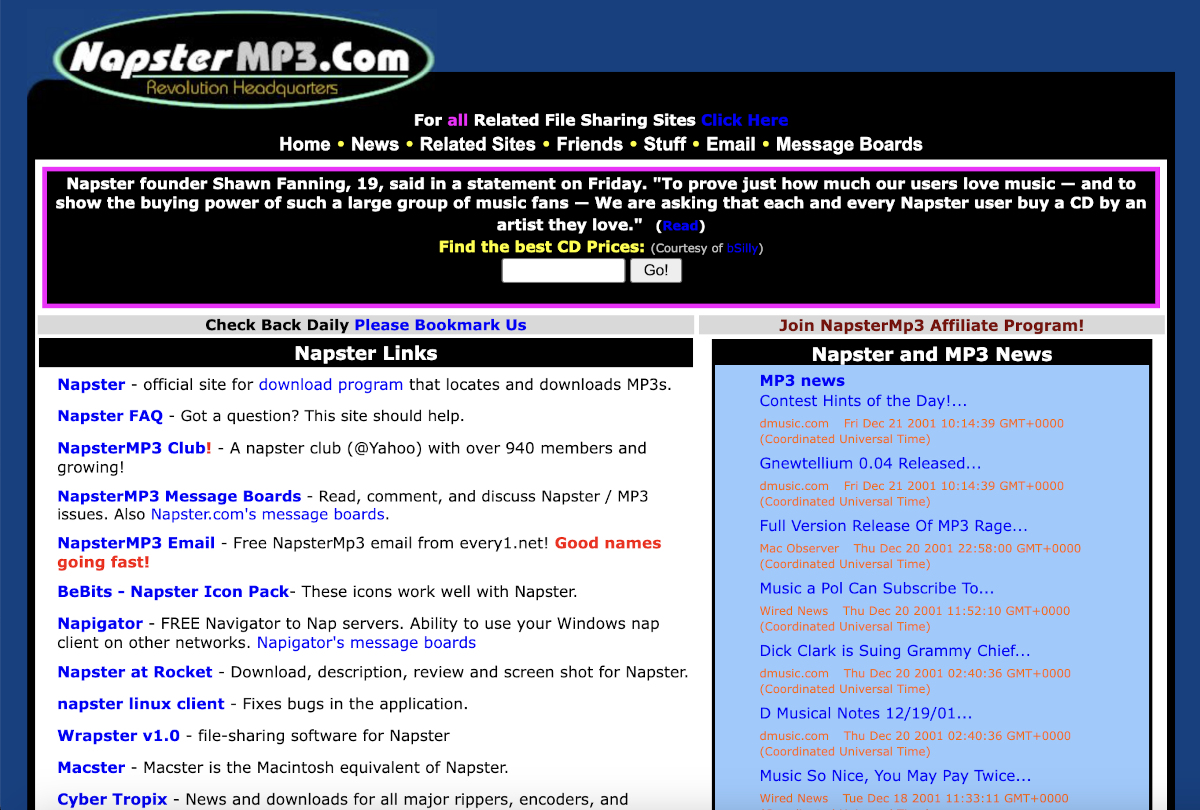 NapsterMP3.Com
Revolution Headquarters
For all Related File Sharing Sites Click Here
Home • News • Related Sites • Friends • Stuff • Email • Message Boards
Napster founder Shawn Fanning, 19, said in a statement on Friday. "To prove just how much our users love music — and to
show the buying power of such a large group of music fans — We are asking that each and every Napster user buy a CD by an
artist they love." (Read)
Find the best CD Prices: (Courtesy of bSilly)
Go!
Check Back Daily Please Bookmark Us
Napster Links
Napster - official site for download program that locates and downloads MP3s.
Napster FAQ - Got a question? This site should help.
NapsterMP3 Club! - A napster club (@Yahoo) with over 940 members and
growing!
NapsterMP3 Message Boards - Read, comment, and discuss Napster / MP3
issues. Also Napster.com's message boards.
NapsterMP3 Email - Free NapsterMp3 email from every1.net! Good names
going fast!
BeBits - Napster Icon Pack- These icons work well with Napster.
Napigator - FREE Navigator to Nap servers. Ability to use your Windows nap
client on other networks. Napigator's message boards
Napster at Rocket - Download, description, review and screen shot for Napster.
napster linux client - Fixes bugs in the application.
Wrapster v1.0 - file-sharing software for Napster
Macster - Macster is the Macintosh equivalent of Napster.
Cyber Tropix - News and downloads for all major rippers, encoders, and
Join NapsterMp3 Affiliate Program!
Napster and MP3 News
MP3 news
Contest Hints of the Day!...
dmusic.com Fri Dec 21 2001 10:14:39 GMT+0000
(Coordinated Universal Time)
Gnewtellium 0.04 Released...
dmusic.com Fri Dec 21 2001 10:14:39 GMT+0000
(Coordinated Universal Time)
Full Version Release Of MP3 Rage...
Mac Observer Thu Dec 20 2001 22:58:00 GMT+0000
(Coordinated Universal Time)
Music a Pol Can Subscribe To...
Wired News Thu Dec 20 2001 11:52:10 GMT+0000
(Coordinated Universal Time)
Dick Clark is Suing Grammy Chief...
dmusic.com Thu Dec 20 2001 02:40:36 GMT+0000
(Coordinated Universal Time)
D Musical Notes 12/19/01...
dmusic.com Thu Dec 20 2001 02:40:36 GMT+0000
(Coordinated Universal Time)
Music So Nice, You May Pay Twice...
Wired News Tue Dec 18 2001 11:33:11 GMT+0000